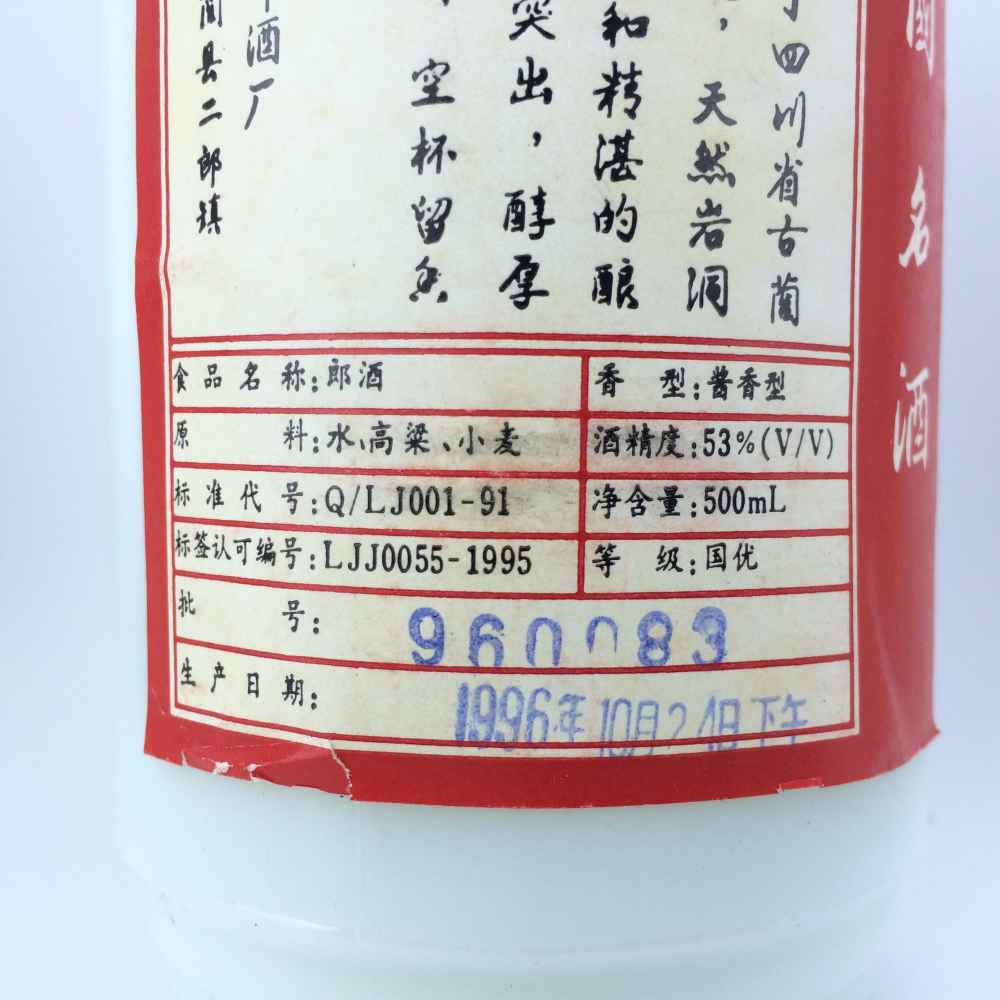 国名酒
四川省古蔺
，天然岩洞
和精湛的酿
突出，醇厚
空杯留香
酒厂
蔺县二郎镇
食品名称：郎酒
香型：酱香型
原料：水、高粱、小麦
酒精度：53%(V/V)
标准代号：Q/LJ001-91
净含量：500mL
标签认可编号：LJJ0055-1995
等级：国优
批号：960083
生产日期：1996年10月24日下午